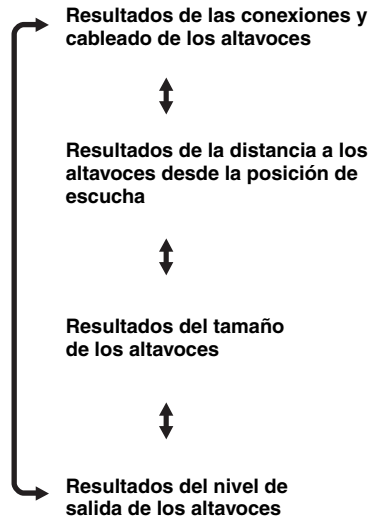 Resultados de las conexiones y
cableado de los altavoces
Resultados de la distancia a los
altavoces desde la posición de
escucha
Resultados del tamaño
de los altavoces
Resultados del nivel de
salida de los altavoces